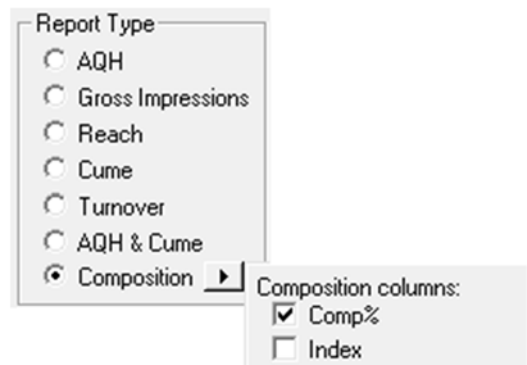 Report Type
AQH
Gross Impressions
Reach
Cume
Turnover
AQH & Cume
Composition
Composition columns:
Comp%
Index